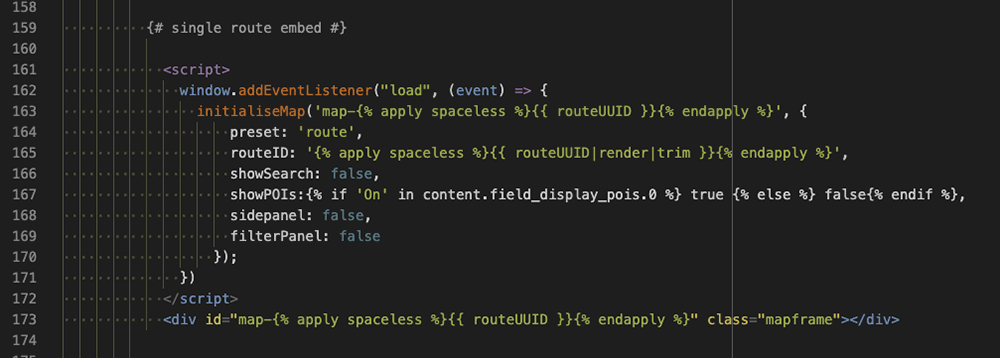 158
159 {# single route embed #}
160
161 <script>
162 window.addEventListener("load", (event) => {
163 initialiseMap('map-{% apply spaceless %}{{ routeUUID }}{% endapply %}', {
164 preset: 'route',
165 routeID: '{% apply spaceless %}{{ routeUUID|render|trim }}{% endapply %}',
166 showSearch: false,
167 showPOIs:{% if 'On' in content.field_display_pois.0 %} true {% else %} false{% endif %},
168 sidepanel: false,
169 filterPanel: false
170 });
171 })
172 </script>
173 <div id="map-{% apply spaceless %}{{ routeUUID }}{% endapply %}" class="mapframe"></div>
174
175